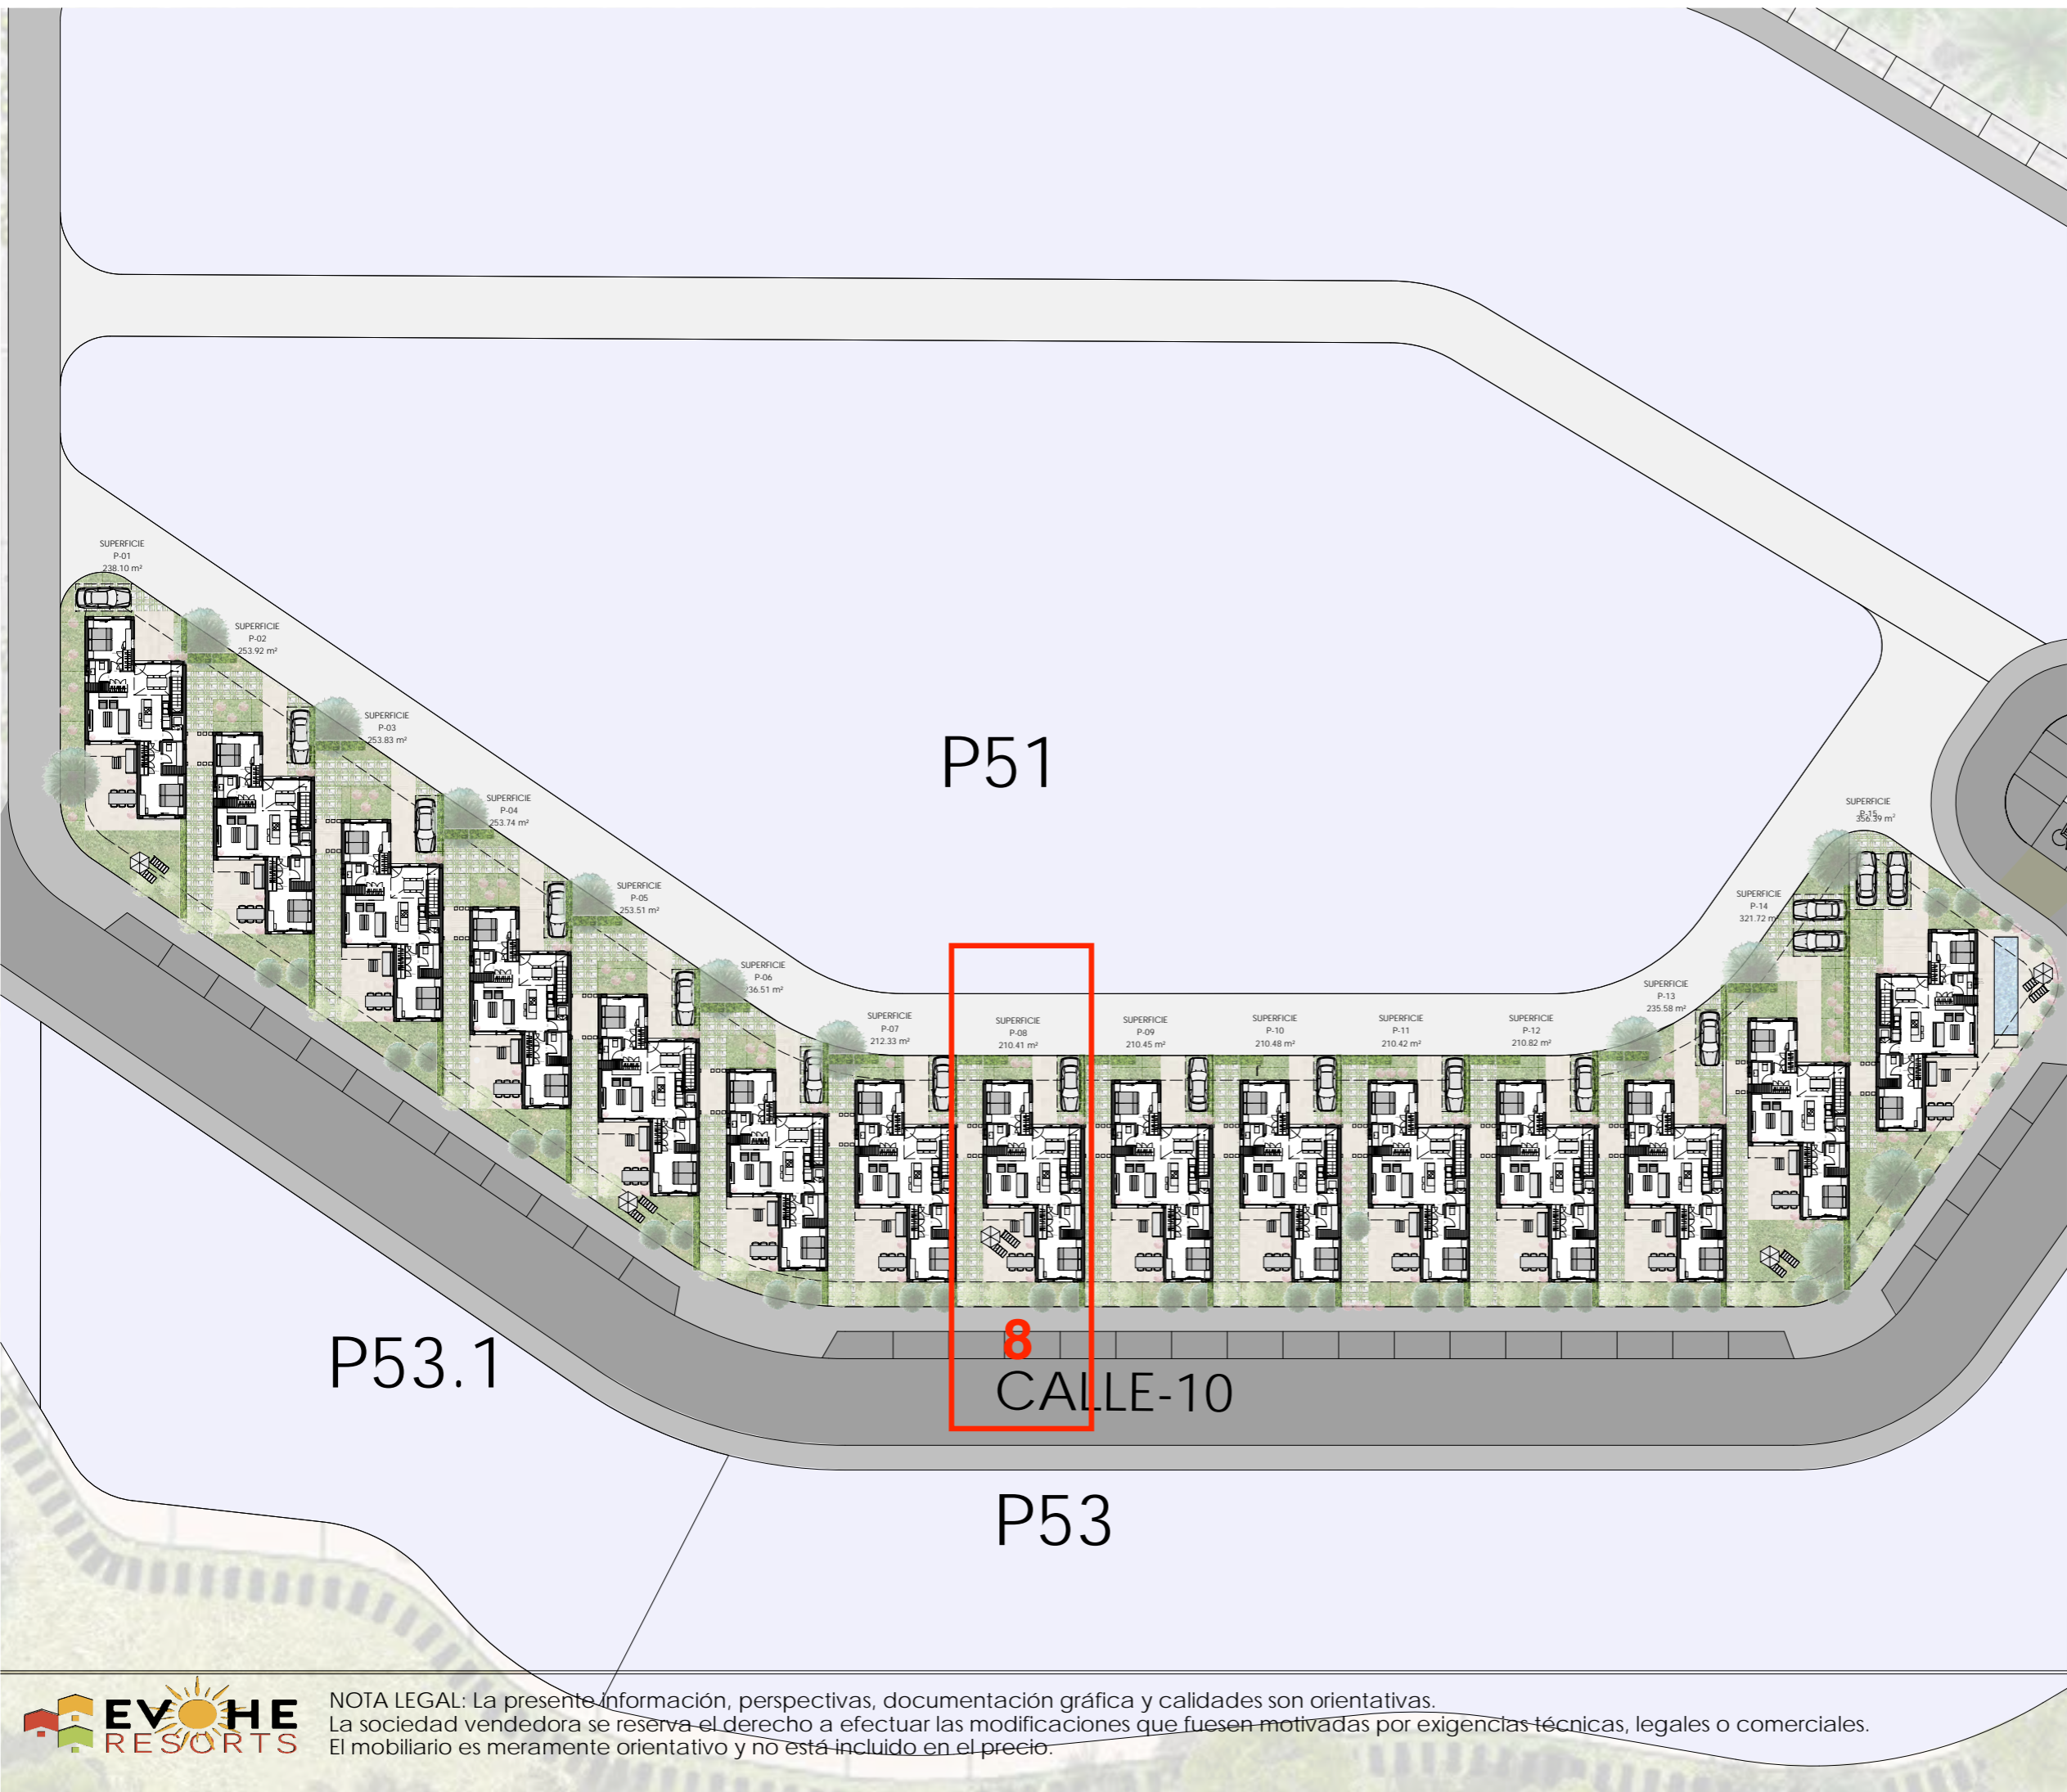 SUPERFICIE
P-01
238.10 m²
SUPERFICIE
P-02
253.92 m²
SUPERFICIE
P-03
253.83 m²
SUPERFICIE
P-04
253.74 m²
SUPERFICIE
P-05
253.51 m²
SUPERFICIE
P-06
236.51 m²
SUPERFICIE
P-07
212.33 m²
SUPERFICIE
P-08
210.41 m²
SUPERFICIE
P-09
210.45 m²
SUPERFICIE
P-10
210.48 m²
SUPERFICIE
P-11
210.42 m²
SUPERFICIE
P-12
210.82 m²
SUPERFICIE
P-13
235.58 m²
SUPERFICIE
P-14
321.72 m²
SUPERFICIE
P-15
356.39 m²
P51
8
CALLE-10
P53.1
P53
EVOHE
RESORTS
NOTA LEGAL: La presente información, perspectivas, documentación gráfica y calidades son orientativas.
La sociedad vendedora se reserva el derecho a efectuar las modificaciones que fuesen motivadas por exigencias técnicas, legales o comerciales.
El mobiliario es meramente orientativo y no está incluido en el precio.